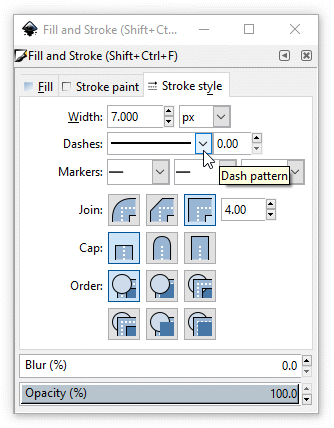 Fill and Stroke (Shift+Ct...
Fill and Stroke (Shift+Ctrl+F)
Fill Stroke paint Stroke style
Width: 7.000 px
Dashes: 0.00
Markers:
Dash pattern
Join: 4.00
Cap:
Order:
Blur (%) 0.0
Opacity (%) 100.0